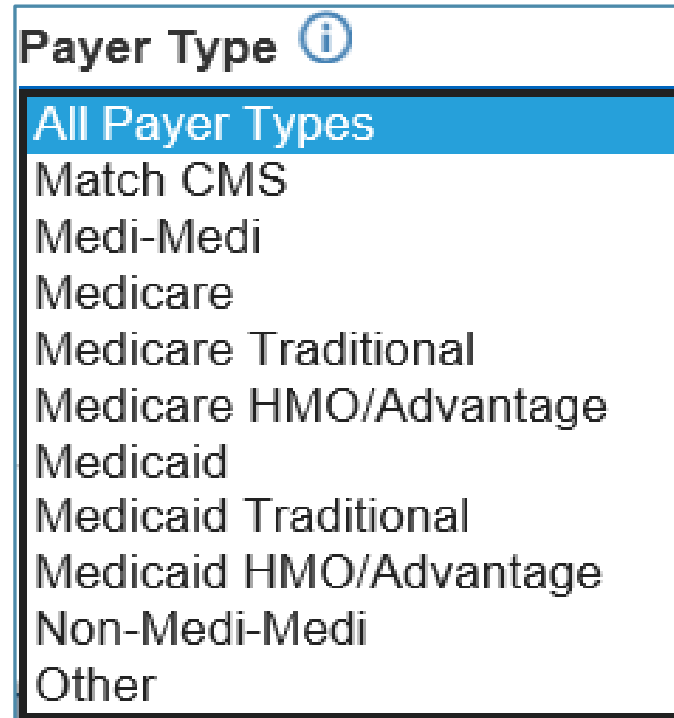 Payer Type
All Payer Types
Match CMS
Medi-Medi
Medicare
Medicare Traditional
Medicare HMO/Advantage
Medicaid
Medicaid Traditional
Medicaid HMO/Advantage
Non-Medi-Medi
Other